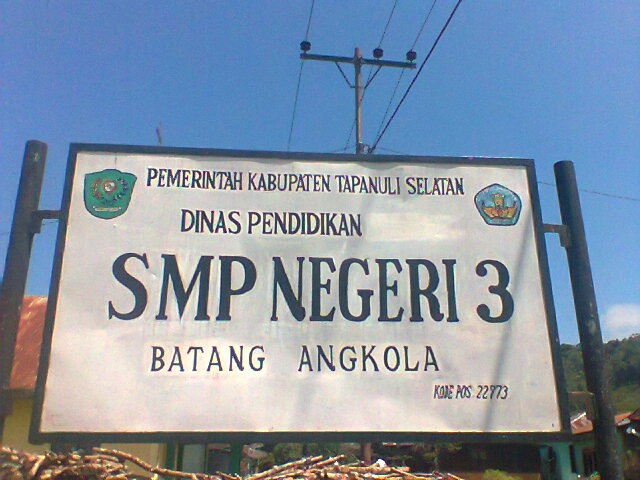 PEMERINTAH KABUPATEN TAPANULI SELATAN
DINAS PENDIDIKAN
SMP NEGERI 3
BATANG ANGKOLA
KODE POS 22773